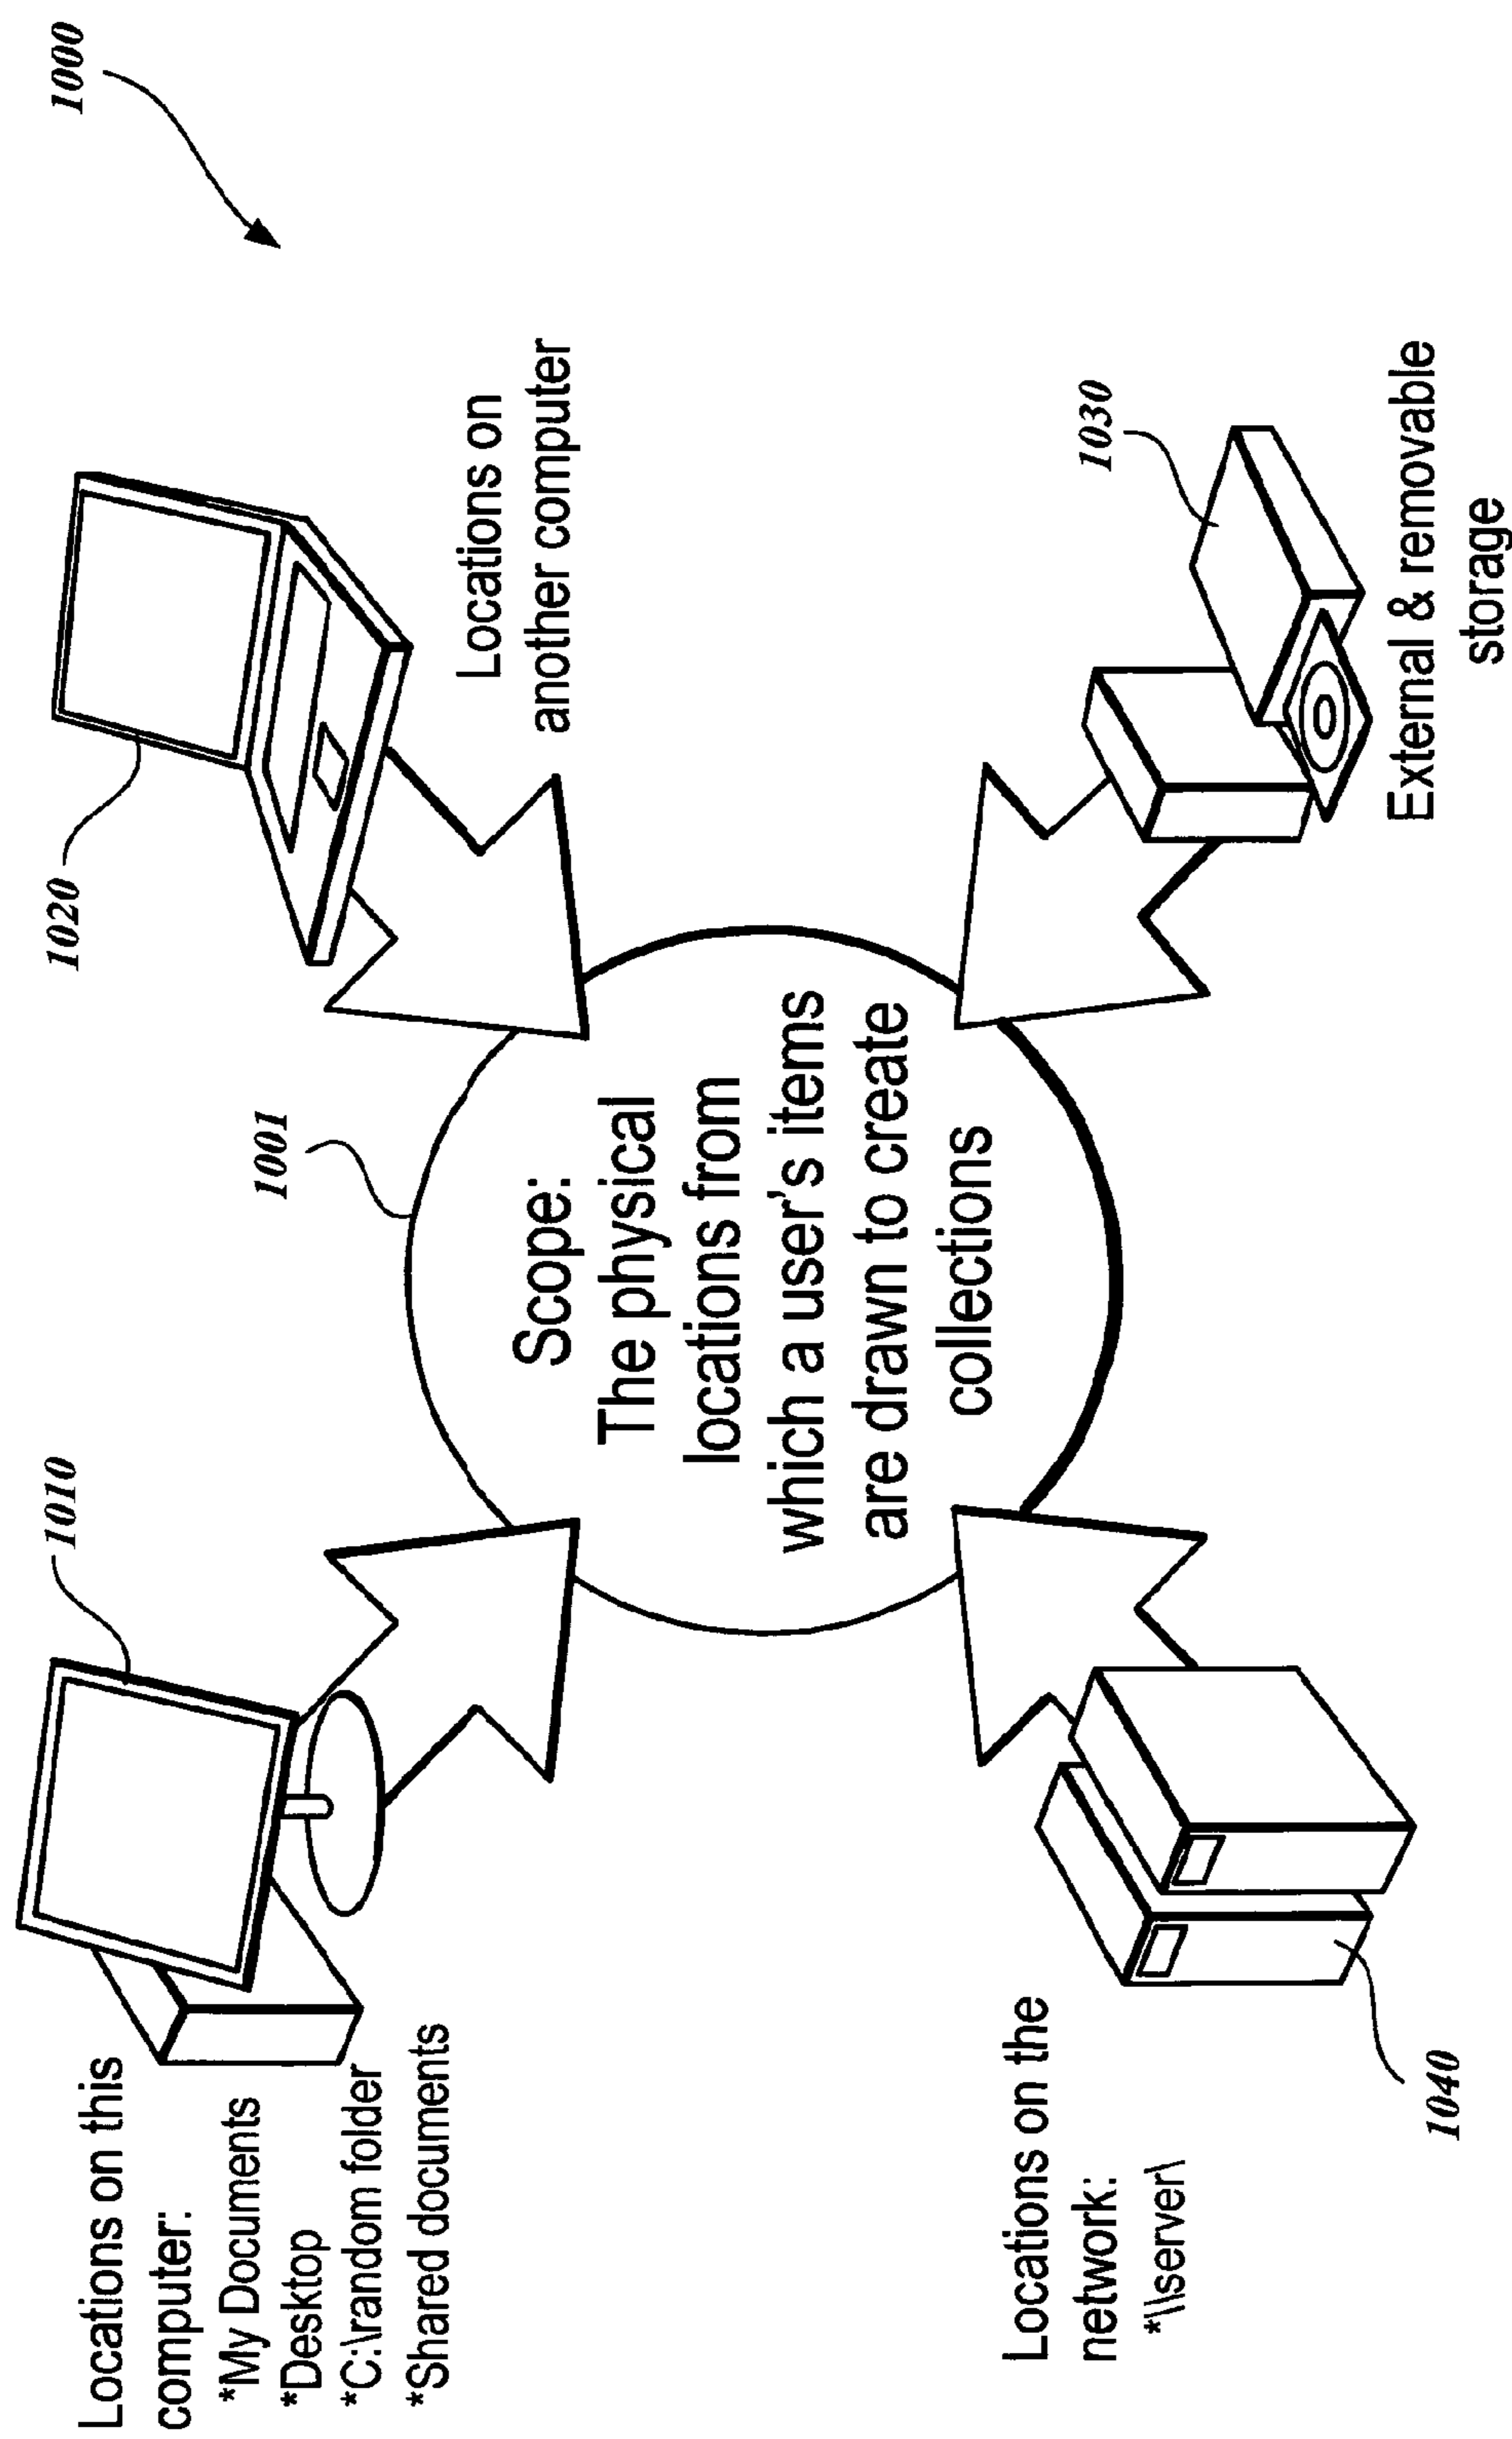 1000
1010
1020
Locations on this
computer:
*My Documents
*Desktop
*C:\random folder
*Shared documents
Locations on
another computer
1001
Scope:
The physical
locations from
which a user's items
are drawn to create
collections
1030
Locations on the
network:
*\\\server\
1040
External & removable
storage